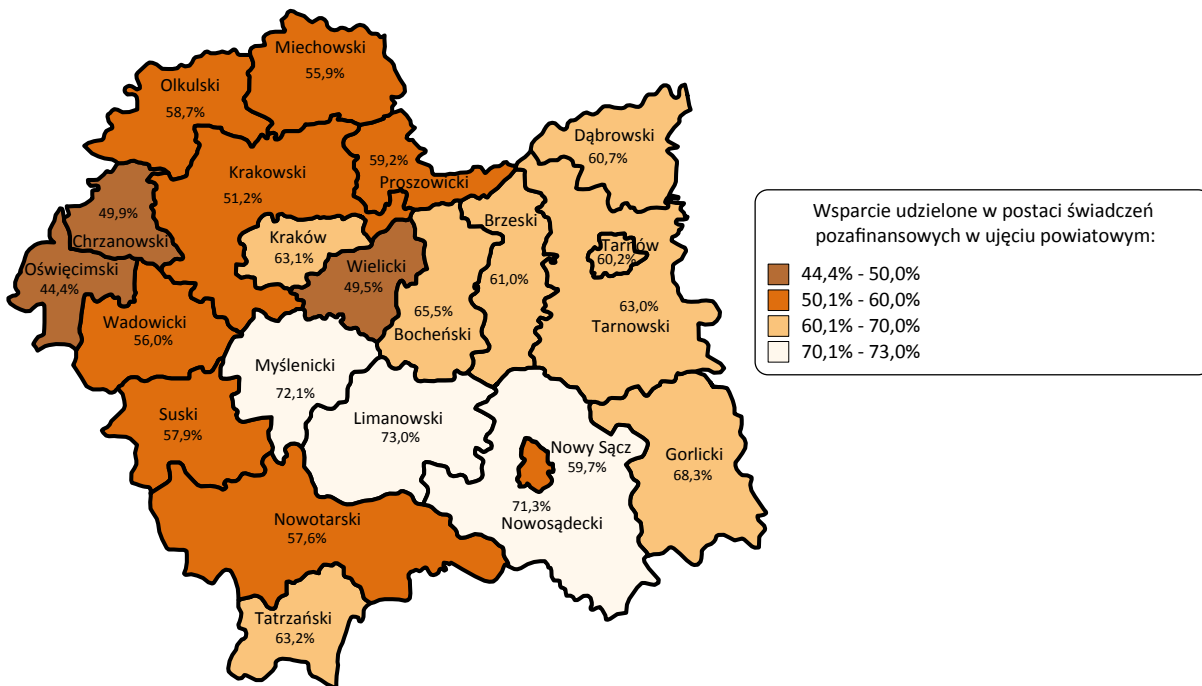 Miechowski
55,9%
Olkulski
58,7%
Dąbrowski
60,7%
59,2%
Proszowicki
Krakowski
51,2%
49,9%
Chrzanowski
Brzeski
61,0%
Kraków
63,1%
Tarnów
60,2%
Oświęcimski
44,4%
Wielicki
49,5%
63,0%
Tarnowski
65,5%
Bocheński
Wadowicki
56,0%
Myślenicki
72,1%
Suski
57,9%
Limanowski
73,0%
Nowy Sącz
59,7%
Gorlicki
68,3%
71,3%
Nowosądecki
Nowotarski
57,6%
Tatrzański
63,2%
Wsparcie udzielone w postaci świadczeń
pozafinansowych w ujęciu powiatowym:
44,4% - 50,0%
50,1% - 60,0%
60,1% - 70,0%
70,1% - 73,0%